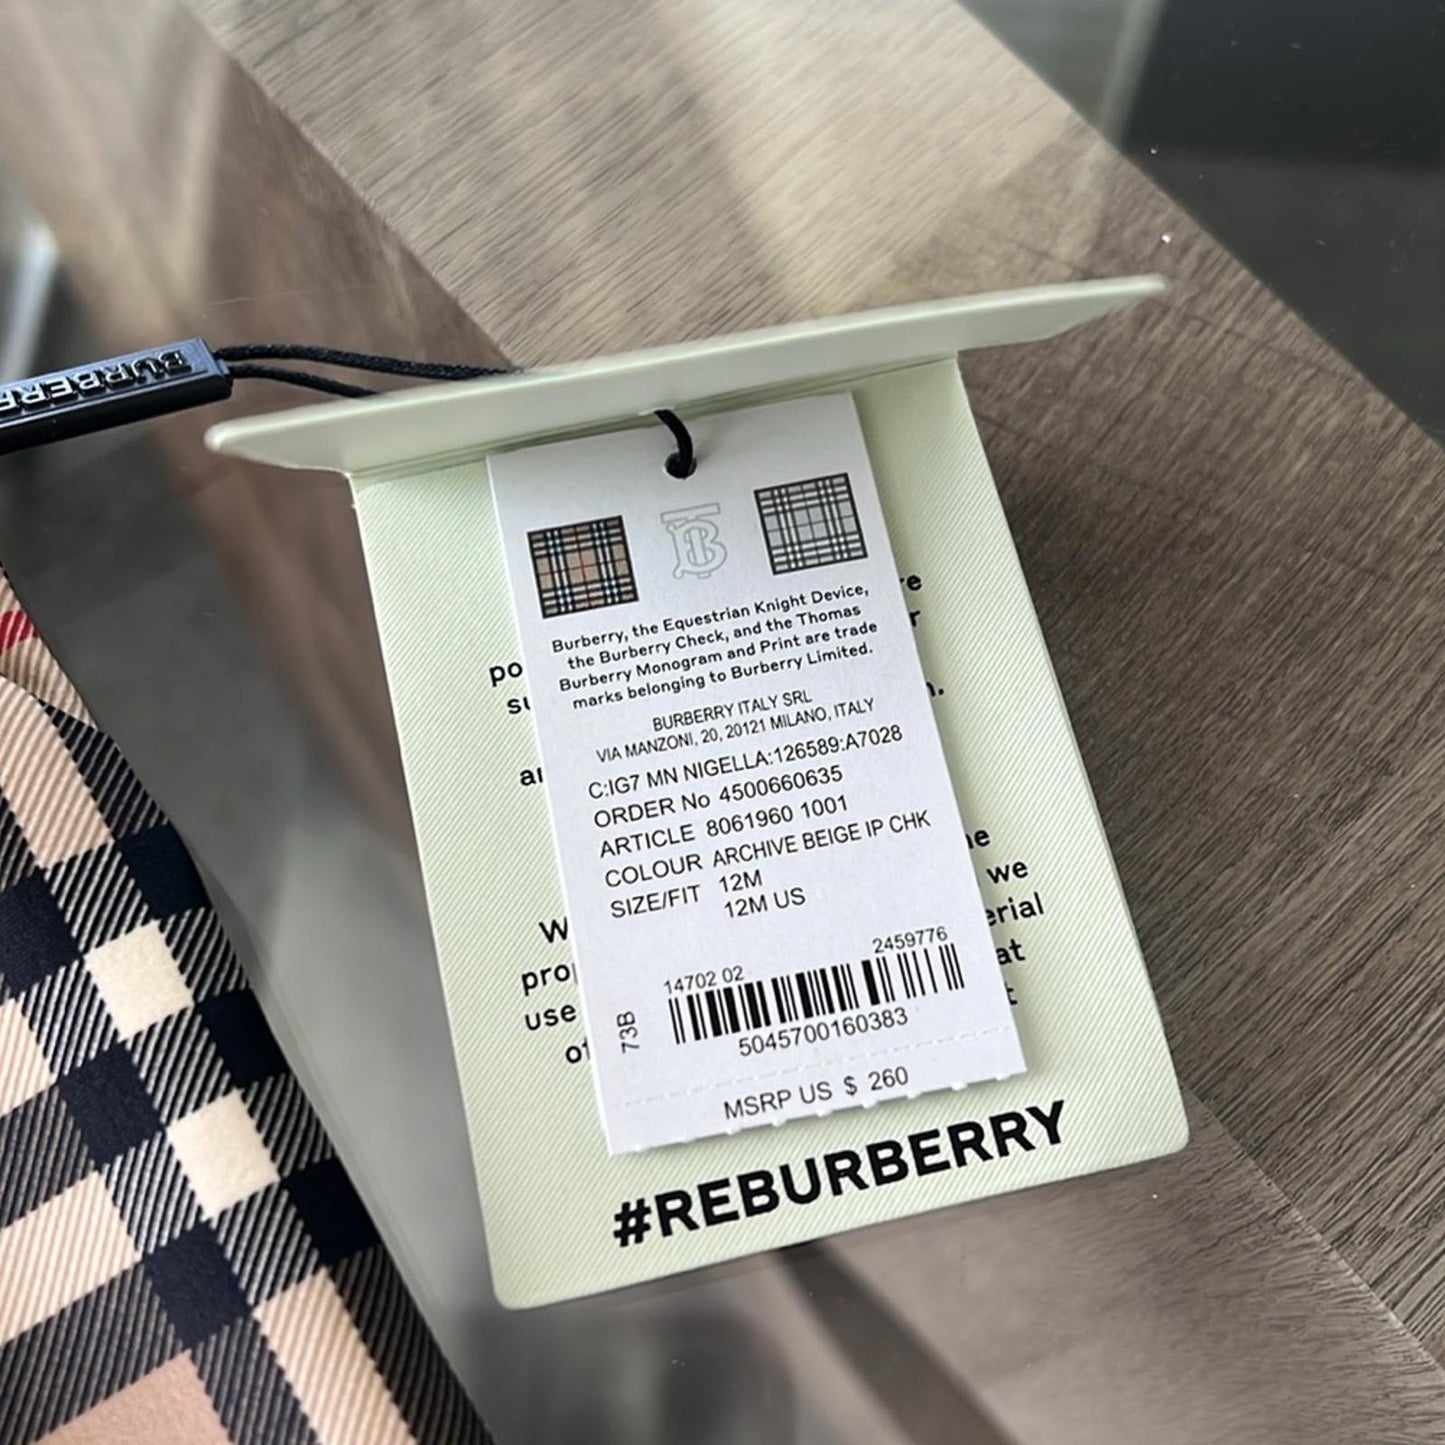 BURBERR
Burberry, the Equestrian Knight Device,
the Burberry Check, and the Thomas
Burberry Monogram and Print are trade
marks belonging to Burberry Limited.
BURBERRY ITALY SRL
VIA MANZONI, 20, 20121 MILANO, ITALY
C:IG7 MN NIGELLA:126589:A7028
ORDER No 4500660635
ARTICLE 8061960 1001
COLOUR ARCHIVE BEIGE IP CHK
SIZE/FIT 12M
12M US
14702 02 2459776
73B
5045700160383
MSRP US $ 260
we
at
#REBURBERRY